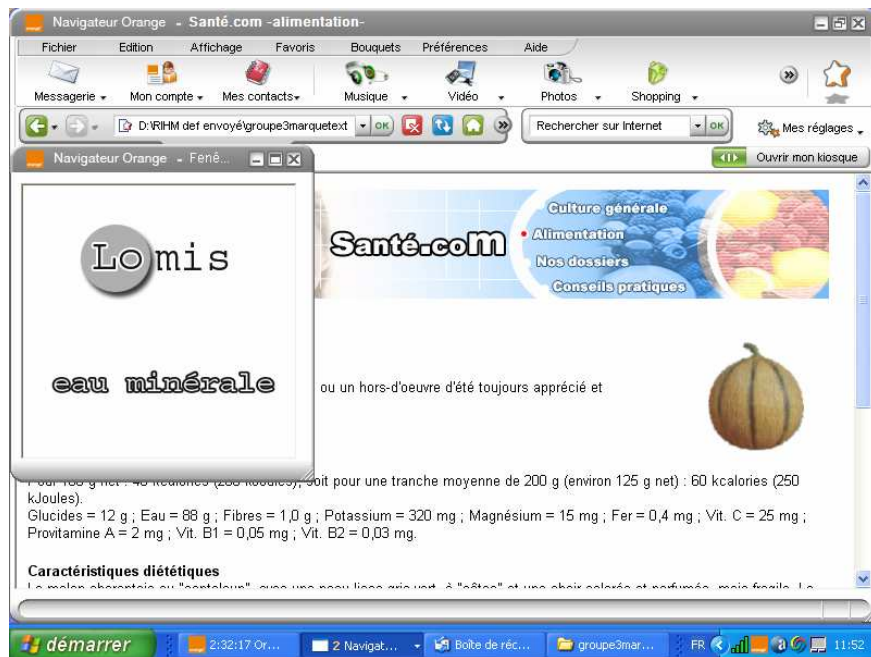 Navigateur Orange - Santé.com -alimentation-
Fichier Edition Affichage Favoris Bouquets Préférences Aide
Messagerie Mon compte Mes contacts Musique Vidéo Photos Shopping
D:\RIHM def envoyé\groupe3marquetext OK Rechercher sur Internet OK Mes réglages
Navigateur Orange - Fenê...
Ouvrir mon kiosque
Lomis
eau minérale
Santé.com
Culture générale
Alimentation
Nos dossiers
Conseils pratiques
ou un hors-d'oeuvre d'été toujours apprécié et
soit pour une tranche moyenne de 200 g (environ 125 g net) : 60 kcalories (250
kJoules).
Glucides = 12 g ; Eau = 88 g ; Fibres = 1,0 g ; Potassium = 320 mg ; Magnésium = 15 mg ; Fer = 0,4 mg ; Vit. C = 25 mg ;
Provitamine A = 2 mg ; Vit. B1 = 0,05 mg ; Vit. B2 = 0,03 mg.
Caractéristiques diététiques
démarrer 2:32:17 Or... 2 Navigat... Boîte de réc... groupe3mar... FR 11:52